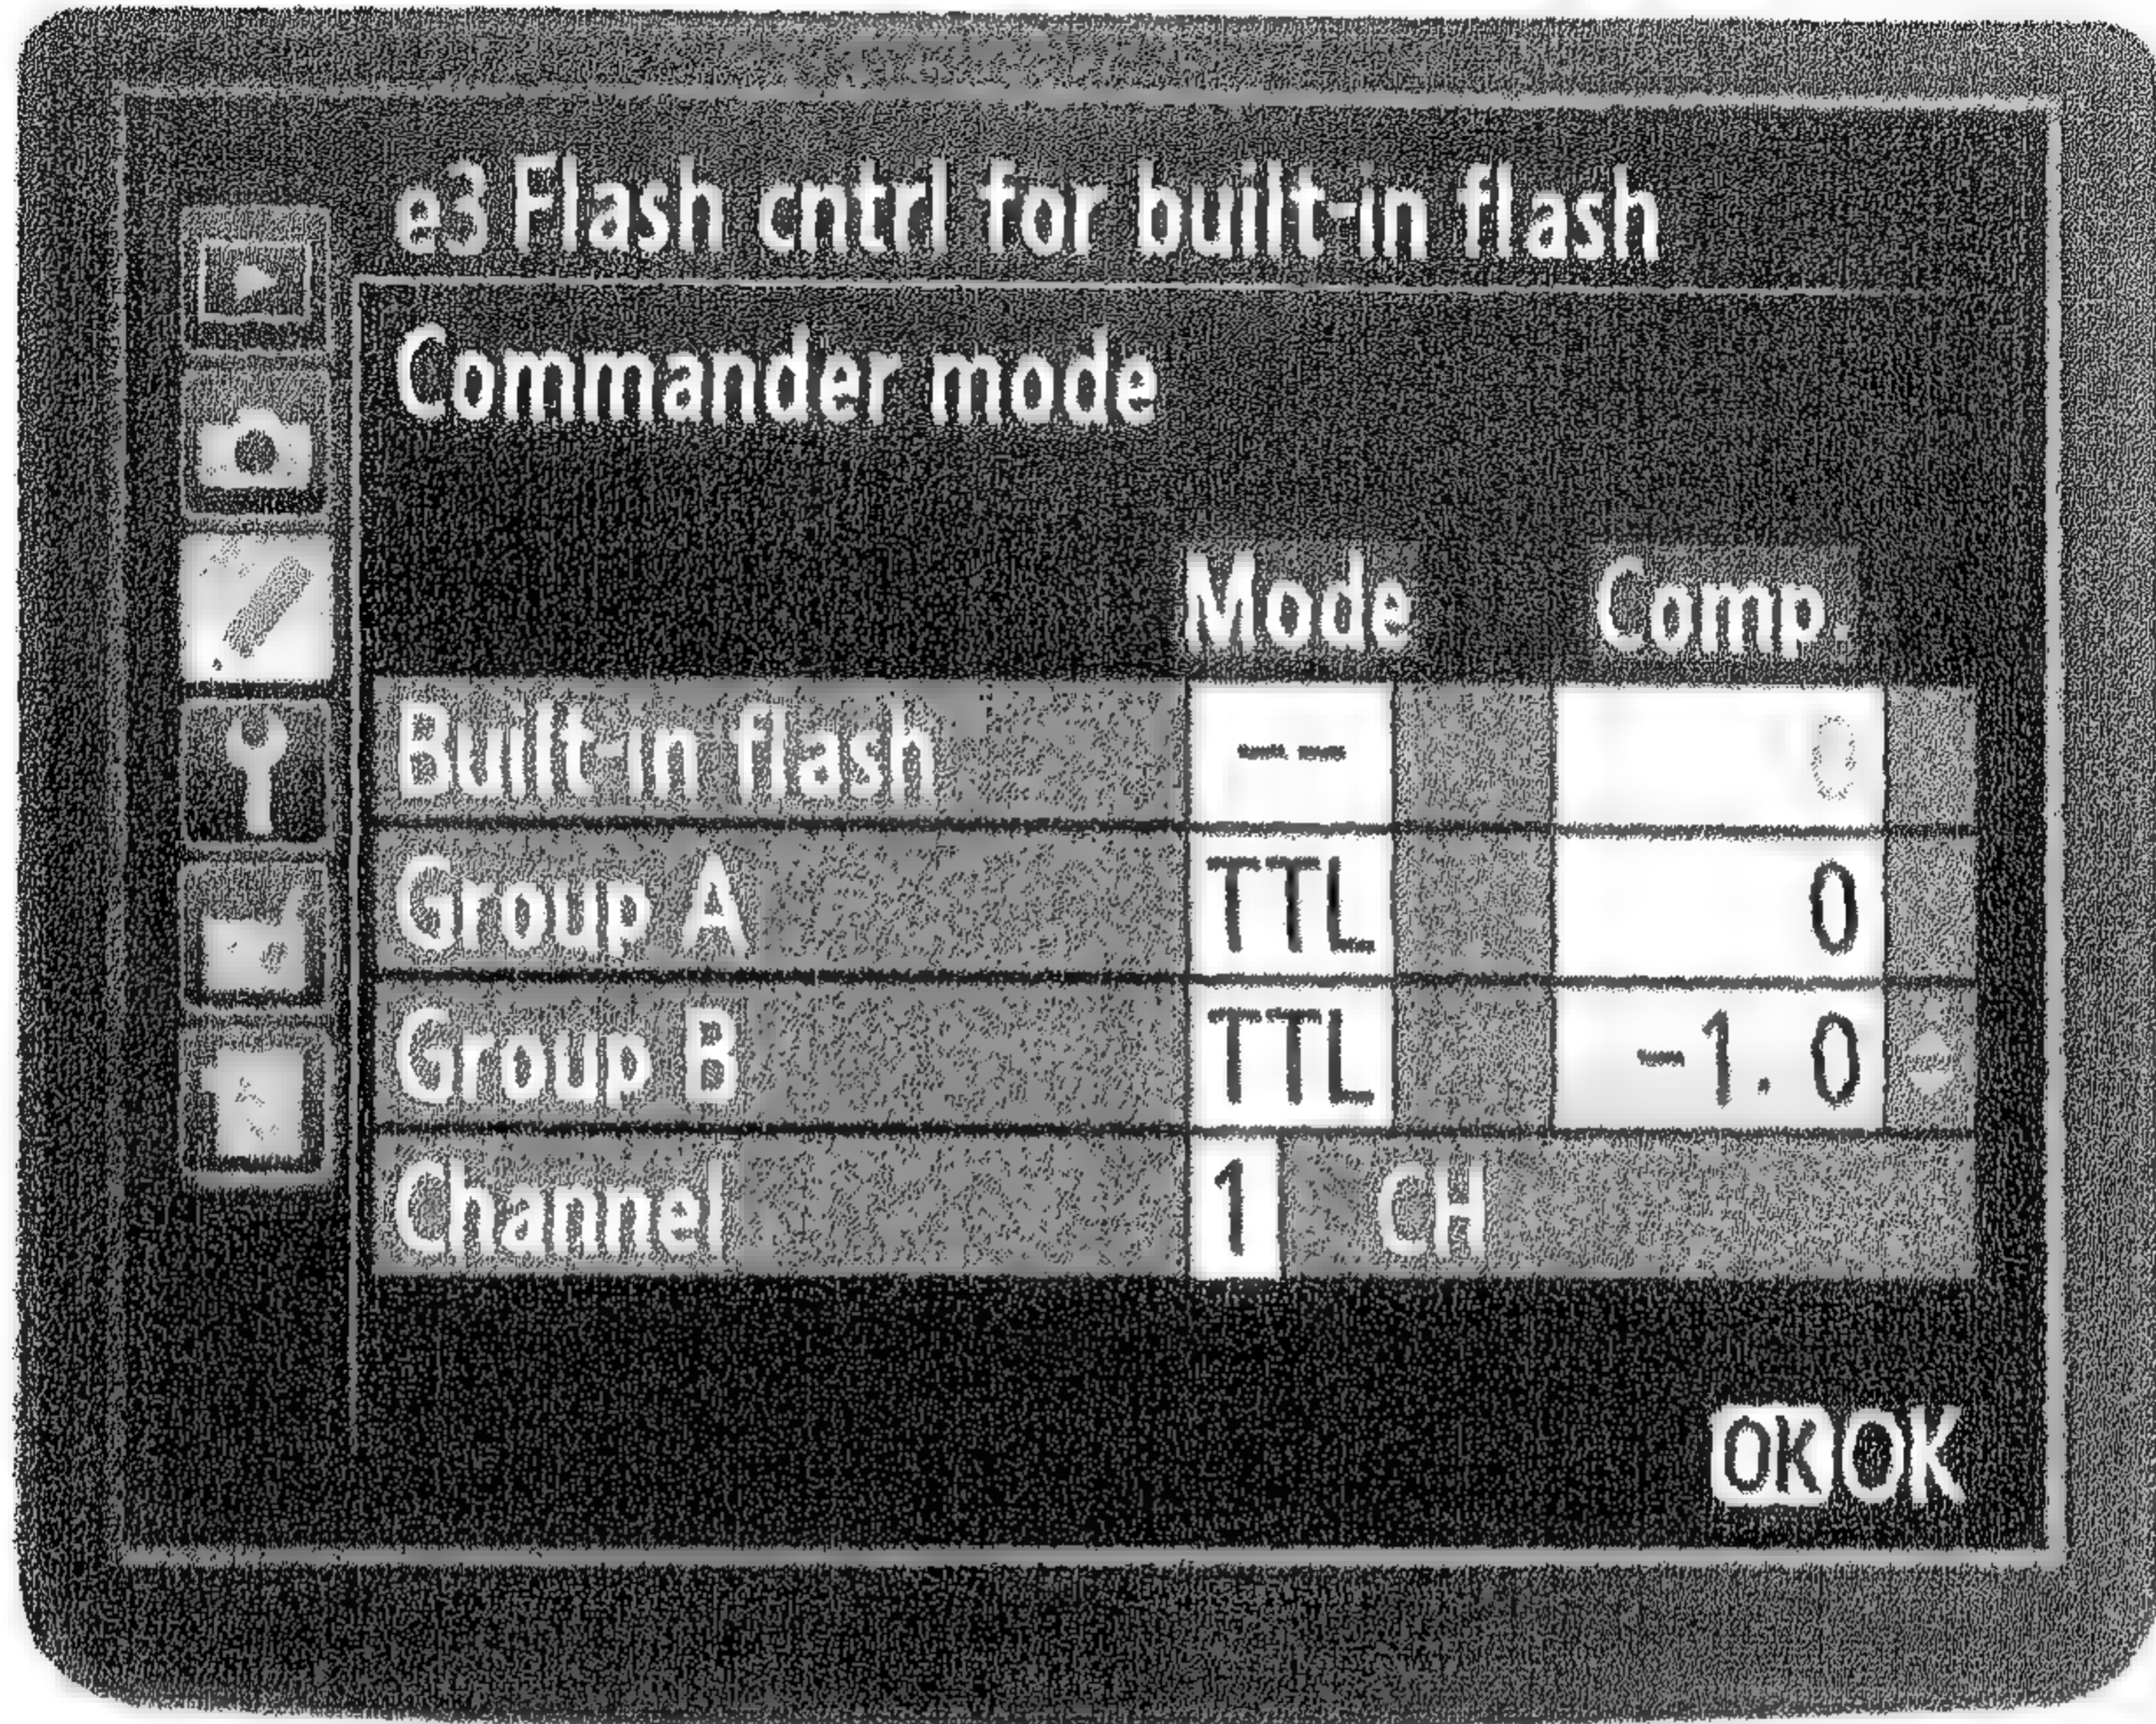 e3 Flash cntrl for built-in flash
Commander mode
Mode Comp.
Built-in flash -- 0
Group A TTL 0
Group B TTL -1.0
Channel 1 CH
OK OK